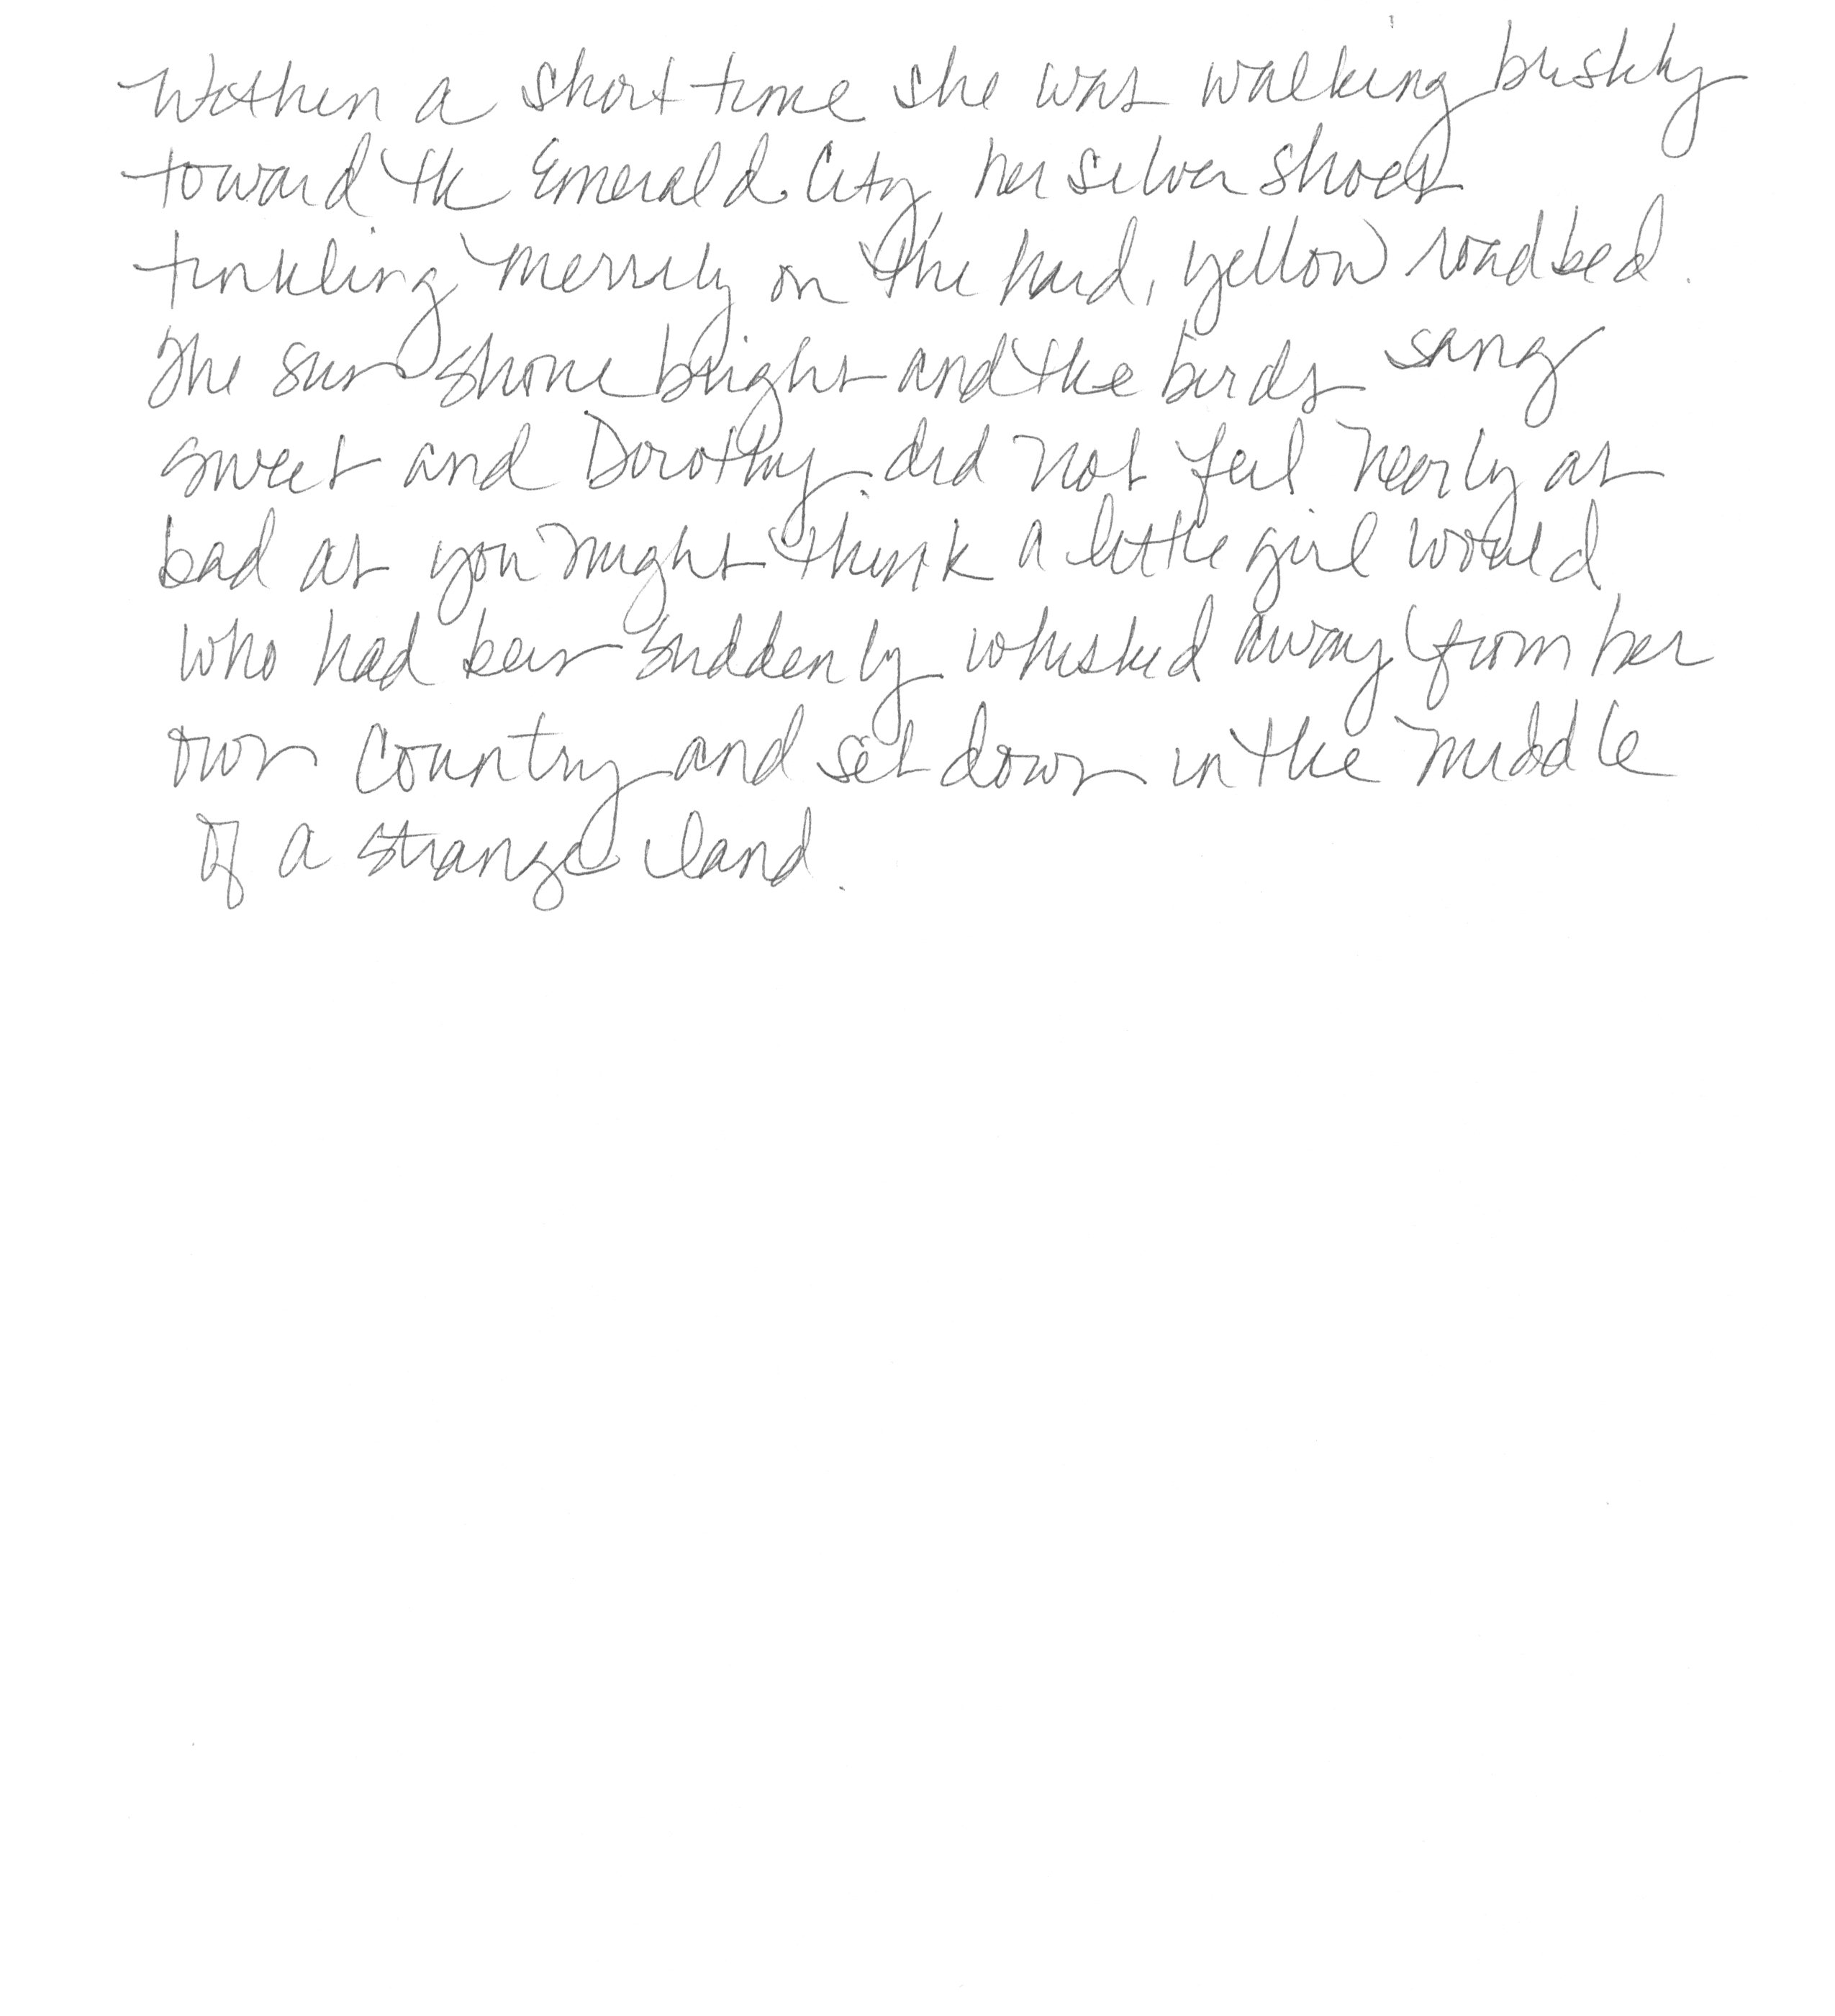 Within a short time she was walking briskly
toward the Emerald City, her silver shoes
tinkling merrily on the hard, yellow roadbed.
The sun shone bright and the birds sang
sweet and Dorothy did not feel nearly as
bad as you might think a little girl would
who had been suddenly whisked away from her
own country and set down in the middle
of a strange land.